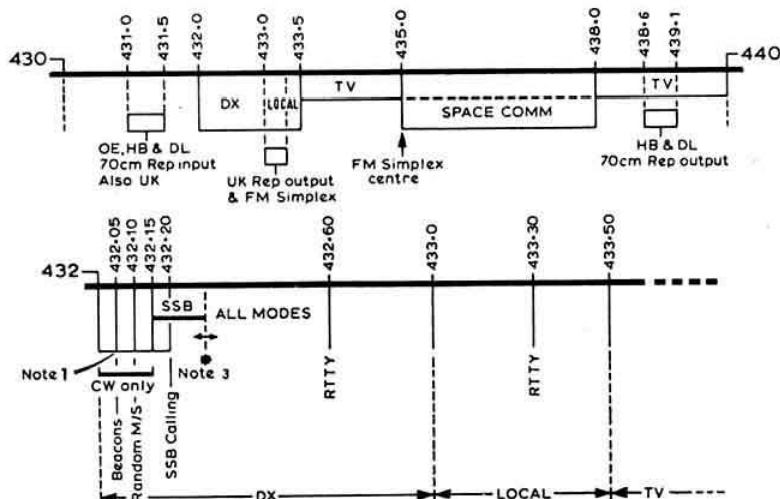 430
431·0
431·5
432·0
433·0
433·5
435·0
438·0
438·6
439·1
440
DX
LOCAL
TV
SPACE COMM
TV
OE, HB & DL
70cm Rep input
Also UK
UK Rep output
& FM Simplex
FM Simplex
centre
HB & DL
70cm Rep output
432
432·05
432·10
432·15
432·20
432·60
433·0
433·30
433·50
SSB
ALL MODES
Note 1
CW only
Note 3
Beacons
Random M/S
SSB Calling
RTTY
RTTY
DX
LOCAL
TV